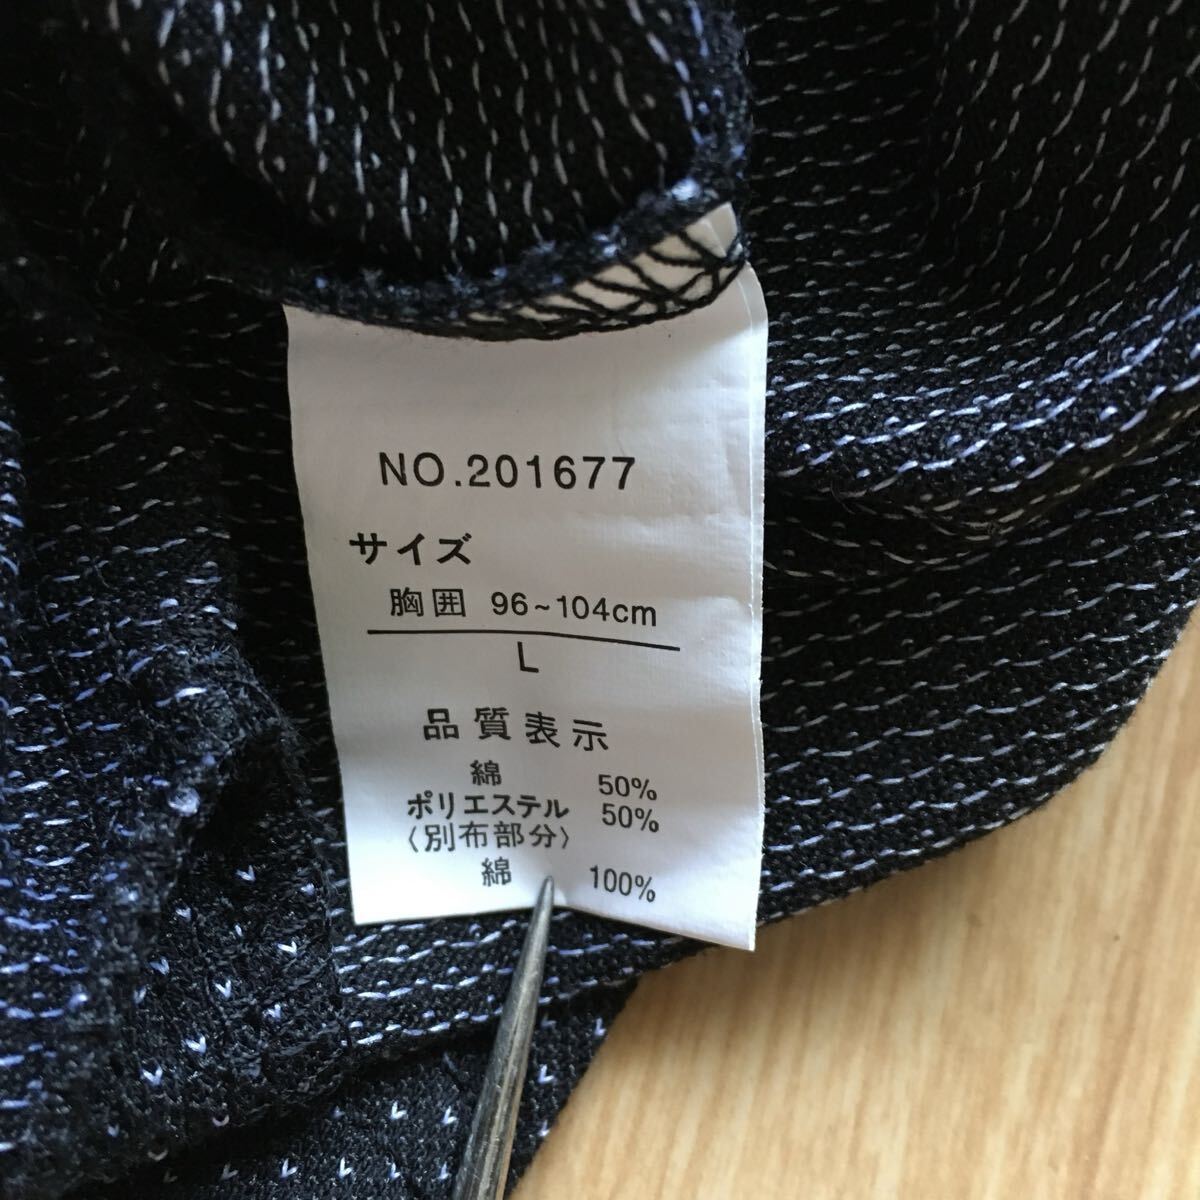 NO.201677
サイズ
胸囲 96~104cm
L
品質表示
綿 50%
ポリエステル 50%
〈別布部分〉
綿 100%